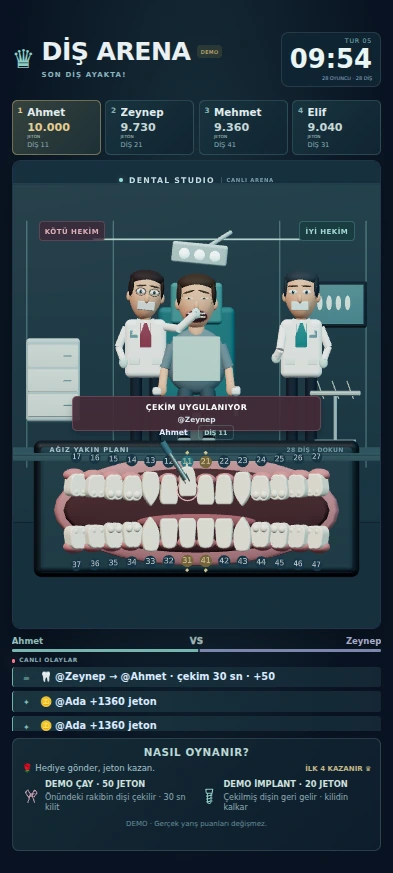 DİŞ ARENA DEMO
SON DİŞ AYAKTA!
TUR 05
09:54
28 OYUNCU · 28 DİŞ
1 Ahmet
10.000
JETON
DİŞ 11
2 Zeynep
9.730
JETON
DİŞ 21
3 Mehmet
9.360
JETON
DİŞ 41
4 Elif
9.040
JETON
DİŞ 31
DENTAL STUDIO | CANLI ARENA
KÖTÜ HEKİM
İYİ HEKİM
ÇEKİM UYGULANIYOR
@Zeynep
Ahmet DİŞ 11
AĞIZ YAKIN PLANI
28 DİŞ · DOKUN
17 16 15 14 13 12 11 21 22 23 24 25 26 27
37 36 35 34 33 32 31 41 42 43 44 45 46 47
Ahmet VS Zeynep
CANLI OLAYLAR
@Zeynep → @Ahmet · çekim 30 sn · +50
@Ada +1360 jeton
@Ada +1360 jeton
NASIL OYNANIR?
Hediye gönder, jeton kazan.
İLK 4 KAZANIR
DEMO ÇAY · 50 JETON
Önündeki rakibin dişi çekilir · 30 sn
kilit
DEMO İMPLANT · 20 JETON
Çekilmiş dişin geri gelir · kilidin
kalkar
DEMO · Gerçek yarış puanları değişmez.